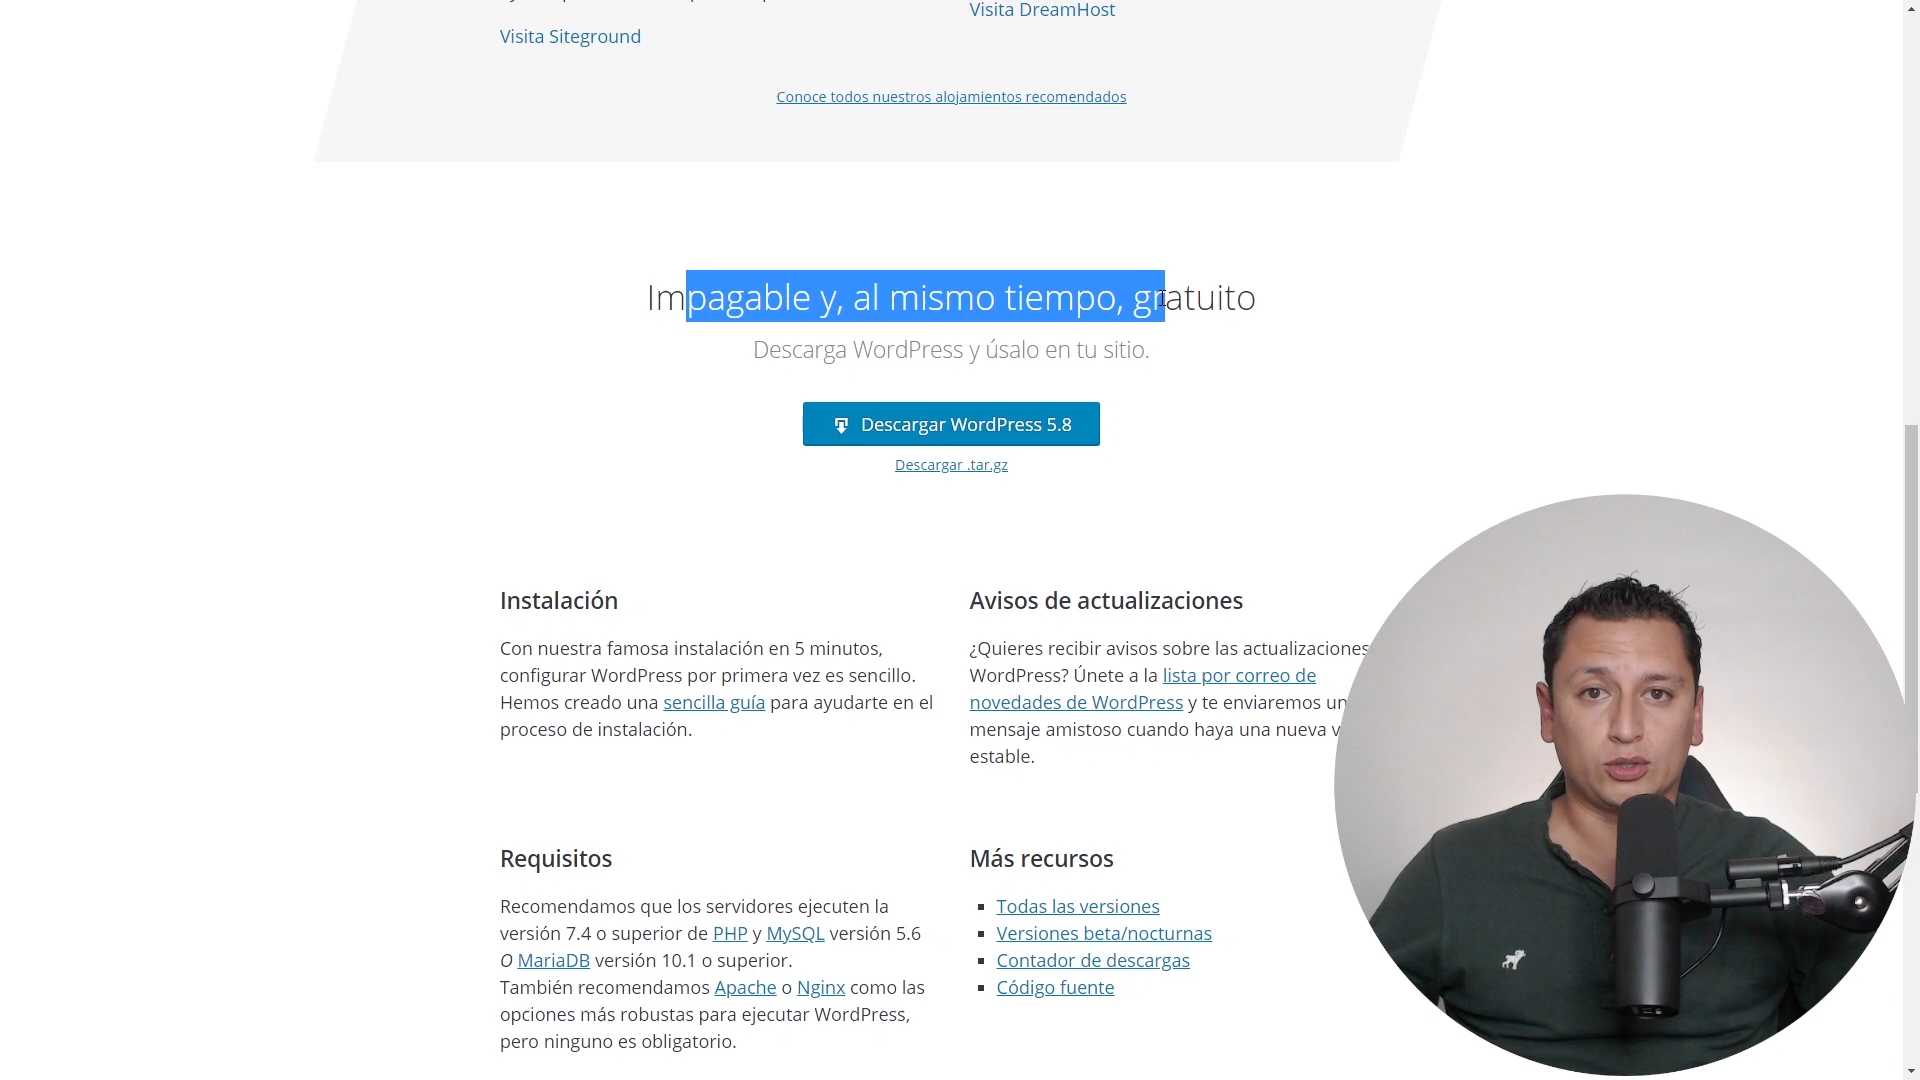 Visita DreamHost
Visita Siteground
Conoce todos nuestros alojamientos recomendados
Impagable y, al mismo tiempo, gratuito
Descarga WordPress y úsalo en tu sitio.
Descargar WordPress 5.8
Descargar .tar.gz
Instalación
Con nuestra famosa instalación en 5 minutos,
configurar WordPress por primera vez es sencillo.
Hemos creado una sencilla guía para ayudarte en el
proceso de instalación.
Avisos de actualizaciones
¿Quieres recibir avisos sobre las actualizaciones
WordPress? Únete a la lista por correo de
novedades de WordPress y te enviaremos un
mensaje amistoso cuando haya una nueva v
estable.
Requisitos
Recomendamos que los servidores ejecuten la
versión 7.4 o superior de PHP y MySQL versión 5.6
O MariaDB versión 10.1 o superior.
También recomendamos Apache o Nginx como las
opciones más robustas para ejecutar WordPress,
pero ninguno es obligatorio.
Más recursos
Todas las versiones
Versiones beta/nocturnas
Contador de descargas
Código fuente